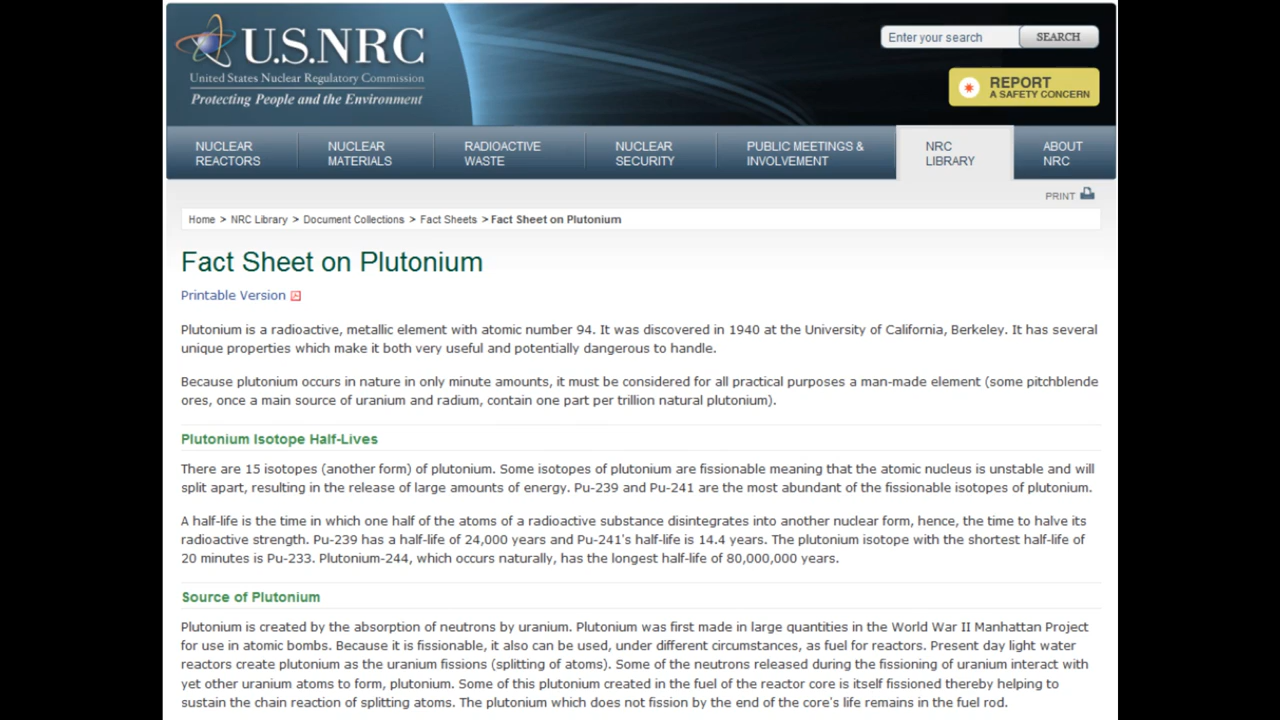 U.S.NRC
United States Nuclear Regulatory Commission
Protecting People and the Environment
Enter your search SEARCH
REPORT
A SAFETY CONCERN
NUCLEAR REACTORS
NUCLEAR MATERIALS
RADIOACTIVE WASTE
NUCLEAR SECURITY
PUBLIC MEETINGS & INVOLVEMENT
NRC LIBRARY
ABOUT NRC
PRINT
Home > NRC Library > Document Collections > Fact Sheets > Fact Sheet on Plutonium
Fact Sheet on Plutonium
Printable Version
Plutonium is a radioactive, metallic element with atomic number 94. It was discovered in 1940 at the University of California, Berkeley. It has several
unique properties which make it both very useful and potentially dangerous to handle.
Because plutonium occurs in nature in only minute amounts, it must be considered for all practical purposes a man-made element (some pitchblende
ores, once a main source of uranium and radium, contain one part per trillion natural plutonium).
Plutonium Isotope Half-Lives
There are 15 isotopes (another form) of plutonium. Some isotopes of plutonium are fissionable meaning that the atomic nucleus is unstable and will
split apart, resulting in the release of large amounts of energy. Pu-239 and Pu-241 are the most abundant of the fissionable isotopes of plutonium.
A half-life is the time in which one half of the atoms of a radioactive substance disintegrates into another nuclear form, hence, the time to halve its
radioactive strength. Pu-239 has a half-life of 24,000 years and Pu-241's half-life is 14.4 years. The plutonium isotope with the shortest half-life of
20 minutes is Pu-233. Plutonium-244, which occurs naturally, has the longest half-life of 80,000,000 years.
Source of Plutonium
Plutonium is created by the absorption of neutrons by uranium. Plutonium was first made in large quantities in the World War II Manhattan Project
for use in atomic bombs. Because it is fissionable, it also can be used, under different circumstances, as fuel for reactors. Present day light water
reactors create plutonium as the uranium fissions (splitting of atoms). Some of the neutrons released during the fissioning of uranium interact with
yet other uranium atoms to form, plutonium. Some of this plutonium created in the fuel of the reactor core is itself fissioned thereby helping to
sustain the chain reaction of splitting atoms. The plutonium which does not fission by the end of the core's life remains in the fuel rod.